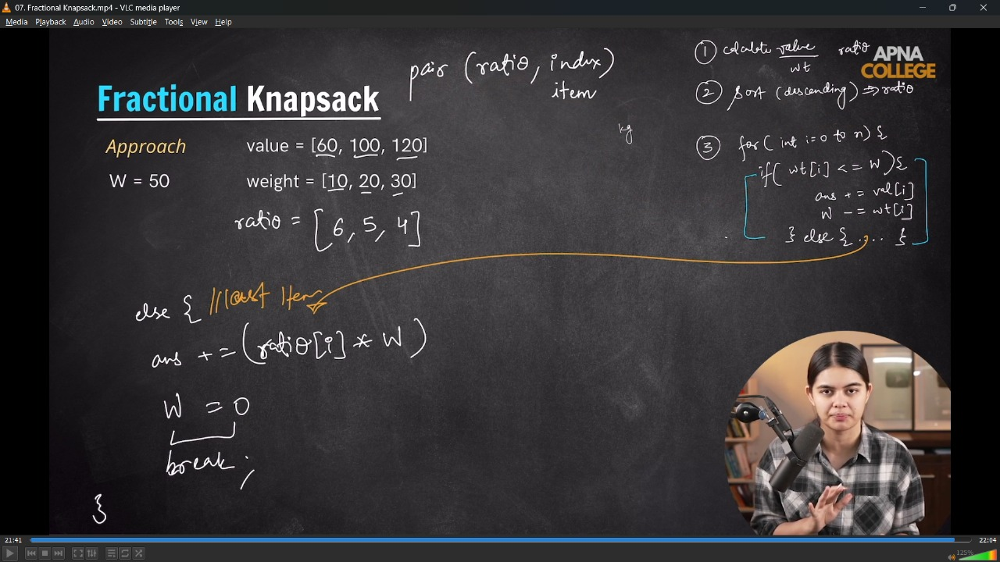 07. Fractional Knapsack.mp4 - VLC media player
Media Playback Audio Video Subtitle Tools View Help
pair (ratio, index)
item
① calculate value/wt ratio
APNA
COLLEGE
② sort (descending) ⇒ ratio
Fractional Knapsack
kg
Approach
value = [60, 100, 120]
W = 50
weight = [10, 20, 30]
ratio = [6, 5, 4]
③ for( int i=0 to n) {
if( wt[i] <= W) {
ans += val[i]
W -= wt[i]
} else { .... }
else { //last Item
ans += (ratio[i] * W)
W = 0
break;
}
21:41
22:04
125%